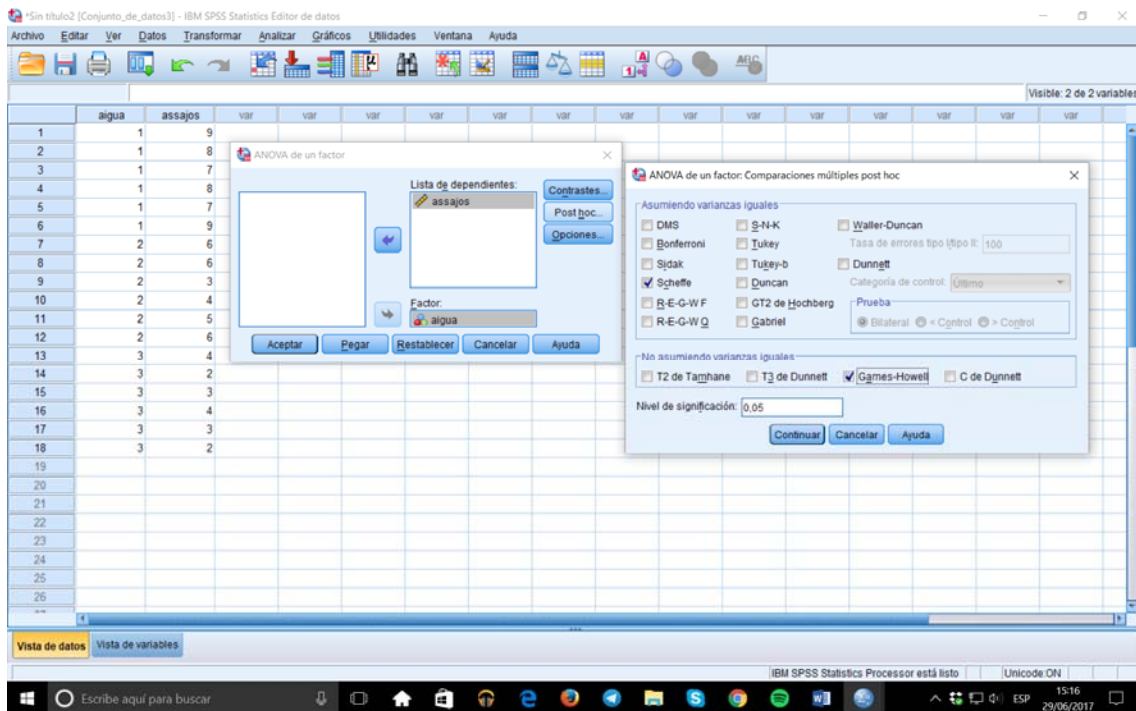 *Sin título2 [Conjunto_de_datos3] - IBM SPSS Statistics Editor de datos
Archivo Editar Ver Datos Transformar Analizar Gráficos Utilidades Ventana Ayuda
Visible: 2 de 2 variables
aigua assajos var var var var var var var var var var var var var var
1 1 9
2 1 8
3 1 7
4 1 8
5 1 7
6 1 9
7 2 6
8 2 6
9 2 3
10 2 4
11 2 5
12 2 6
13 3 4
14 3 2
15 3 3
16 3 4
17 3 3
18 3 2
19
20
21
22
23
24
25
26
ANOVA de un factor
Lista de dependientes:
assajos
Contrastes...
Post hoc...
Opciones...
Factor:
aigua
Aceptar Pegar Restablecer Cancelar Ayuda
ANOVA de un factor: Comparaciones múltiples post hoc
Asumiendo varianzas iguales
DMS S-N-K Waller-Duncan
Bonferroni Tukey Tasa de errores tipo I/tipo II: 100
Sidak Tukey-b Dunnett
Scheffe Duncan Categoría de control: Último
R-E-G-W F GT2 de Hochberg Prueba
R-E-G-W Q Gabriel Bilateral < Control > Control
No asumiendo varianzas iguales
T2 de Tamhane T3 de Dunnett Games-Howell C de Dunnett
Nivel de significación: 0,05
Continuar Cancelar Ayuda
Vista de datos Vista de variables
IBM SPSS Statistics Processor está listo Unicode:ON
Escribe aquí para buscar
ESP
15:16
29/06/2017